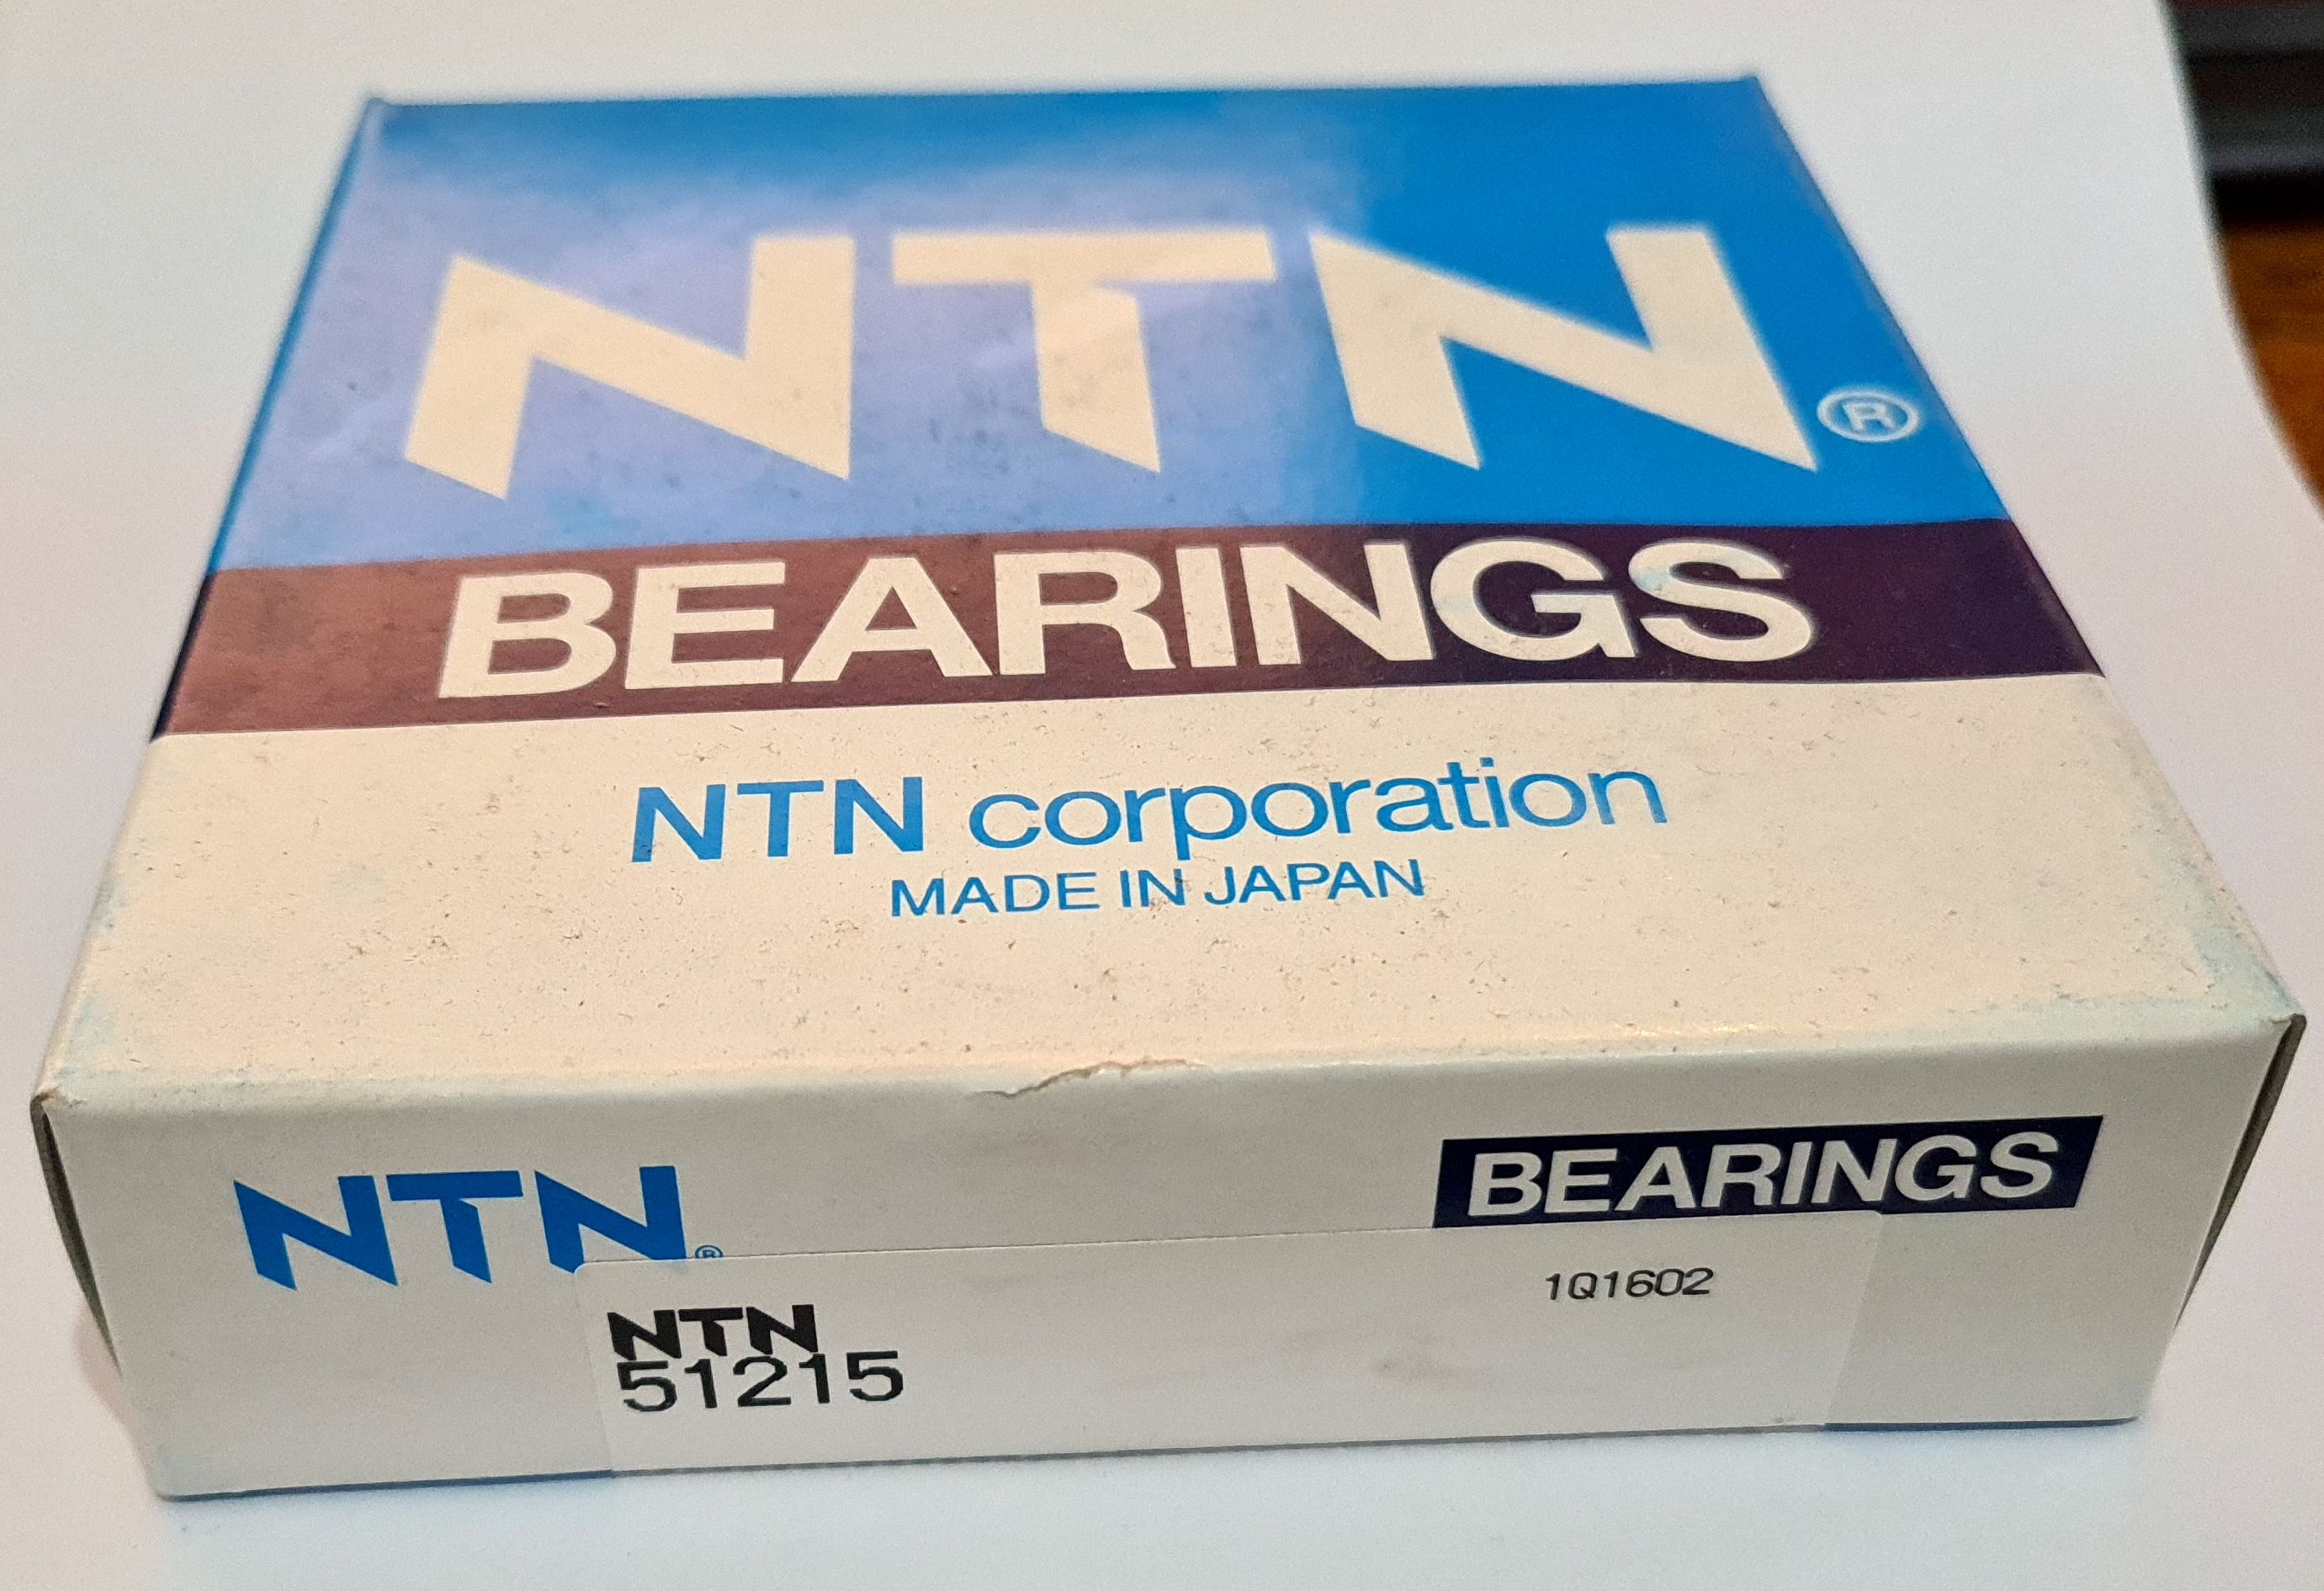 NTN®
BEARINGS
NTN corporation
MADE IN JAPAN
NTN®
BEARINGS
1Q1602
NTN
51215